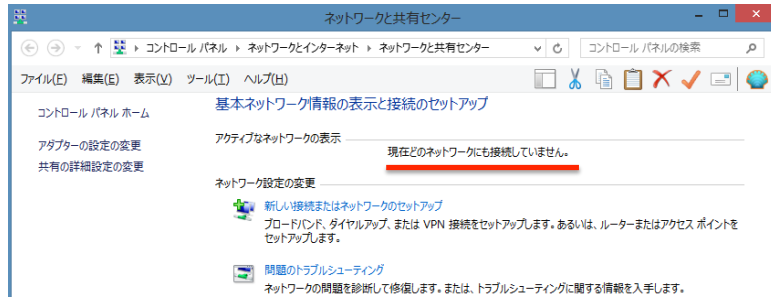 ネットワークと共有センター
コントロール パネル ネットワークとインターネット ネットワークと共有センター
コントロール パネルの検索
ファイル(F) 編集(E) 表示(V) ツール(T) ヘルプ(H)
コントロール パネル ホーム
アダプターの設定の変更
共有の詳細設定の変更
基本ネットワーク情報の表示と接続のセットアップ
アクティブなネットワークの表示
現在どのネットワークにも接続していません。
ネットワーク設定の変更
新しい接続またはネットワークのセットアップ
ブロードバンド、ダイヤルアップ、または VPN 接続をセットアップします。あるいは、ルーターまたはアクセス ポイントを
セットアップします。
問題のトラブルシューティング
ネットワークの問題を診断して修復します。または、トラブルシューティングに関する情報を入手します。